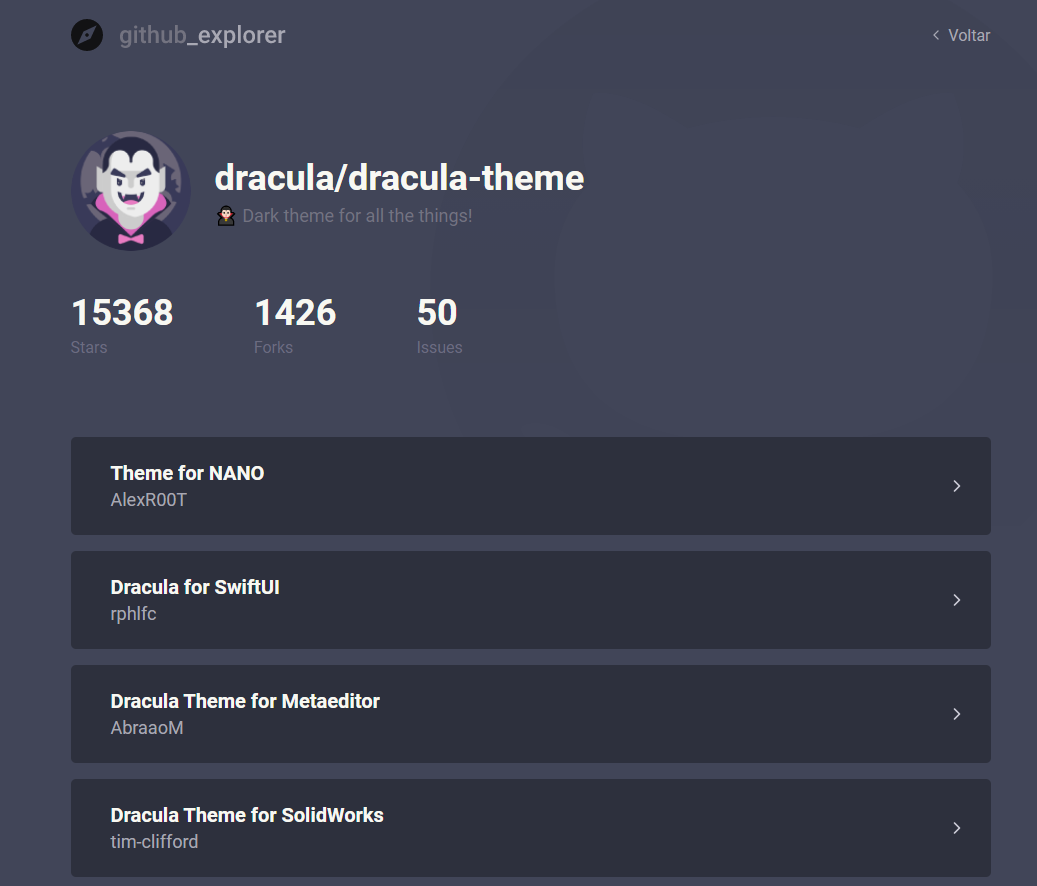 github_explorer
Voltar
dracula/dracula-theme
🧛🏻‍♂️ Dark theme for all the things!
15368 1426 50
Stars Forks Issues
Theme for NANO
AlexR00T
Dracula for SwiftUI
rphlfc
Dracula Theme for Metaeditor
AbraaoM
Dracula Theme for SolidWorks
tim-clifford